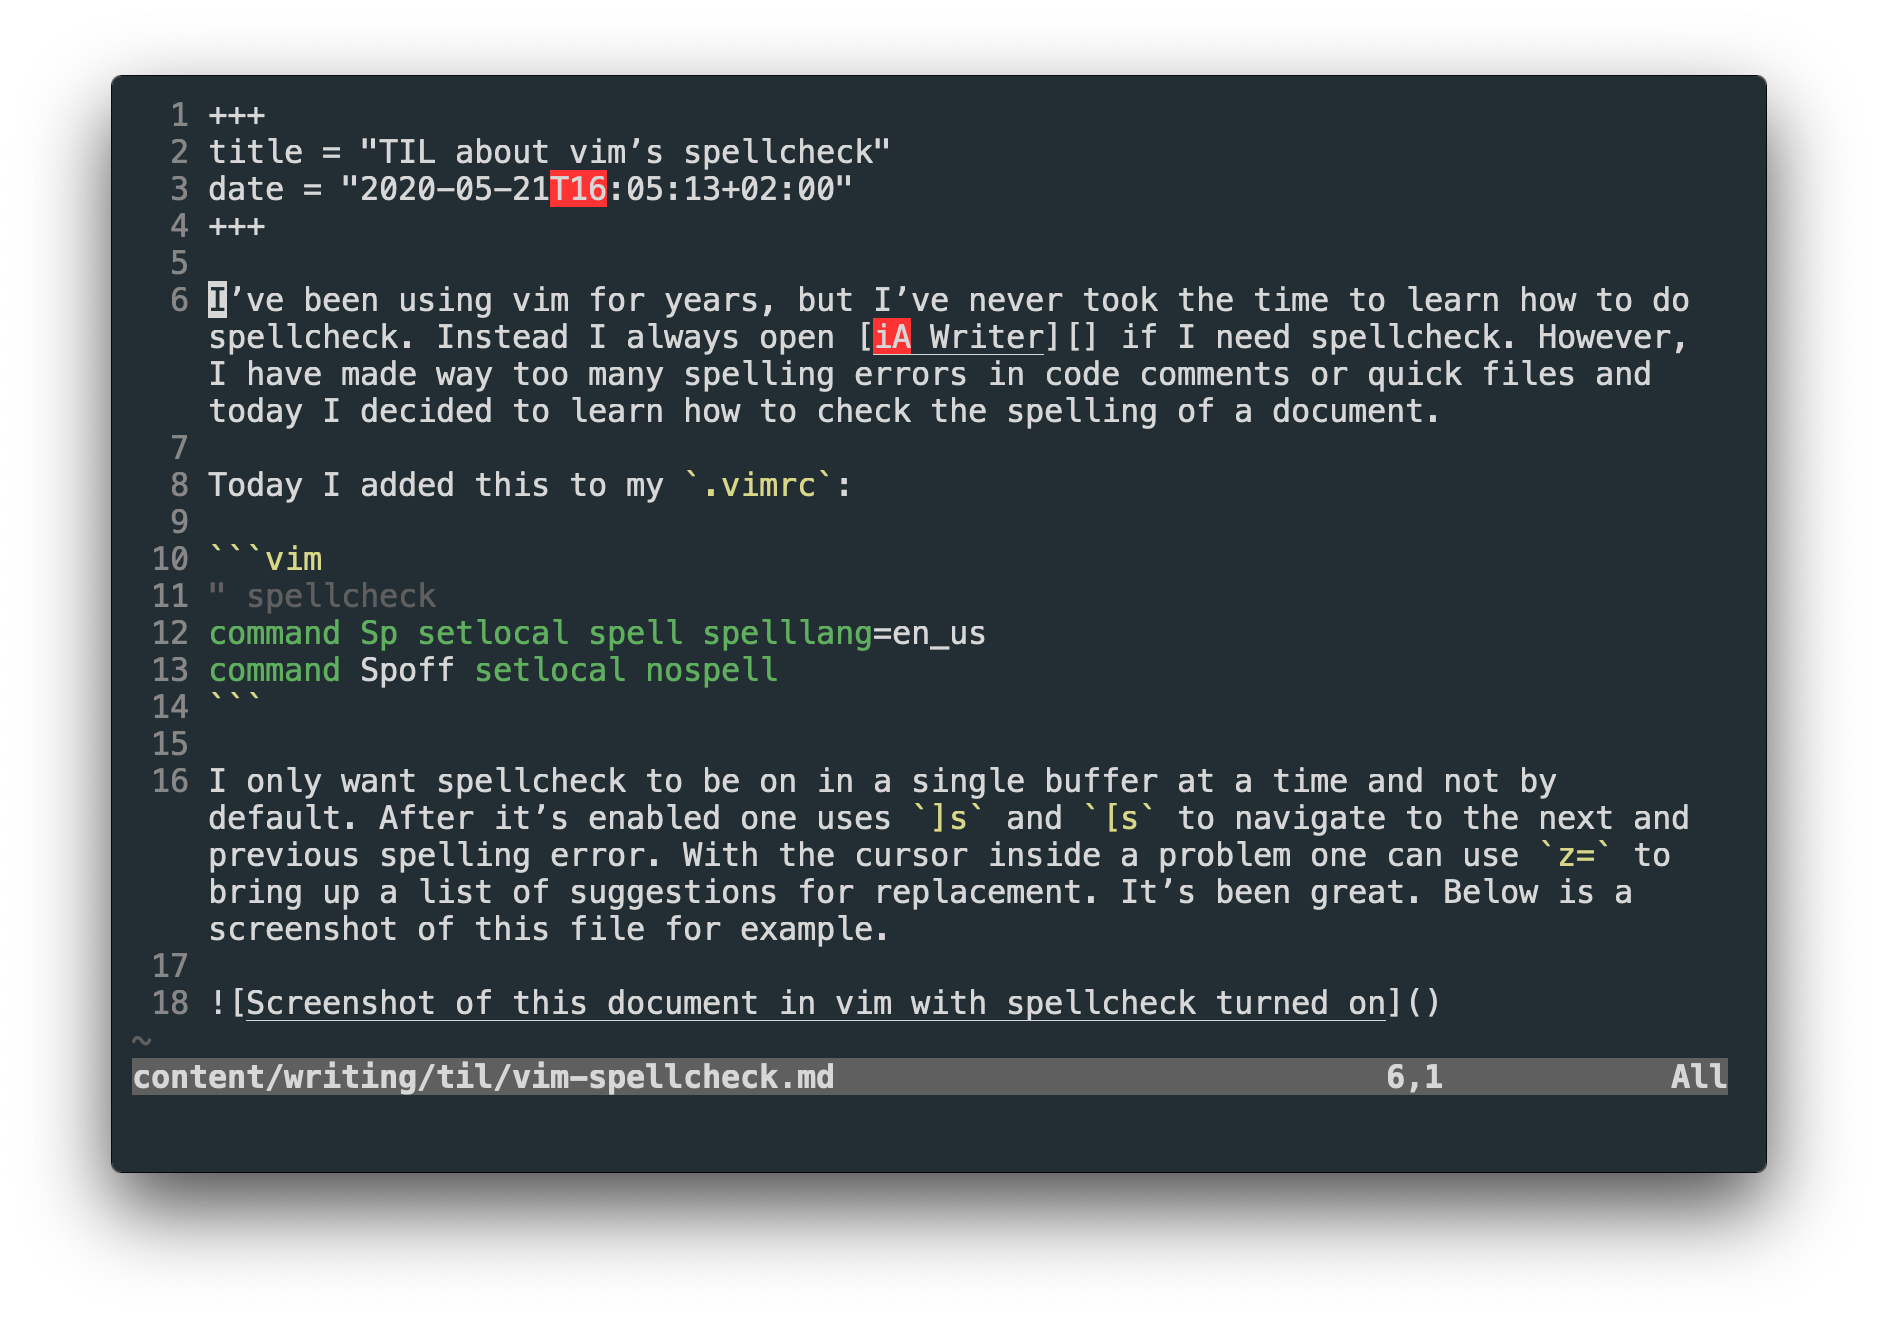 1 +++
2 title = "TIL about vim’s spellcheck"
3 date = "2020-05-21T16:05:13+02:00"
4 +++
5
6 I’ve been using vim for years, but I’ve never took the time to learn how to do
spellcheck. Instead I always open [iA Writer][] if I need spellcheck. However,
I have made way too many spelling errors in code comments or quick files and
today I decided to learn how to check the spelling of a document.
7
8 Today I added this to my `.vimrc`:
9
10 ```vim
11 " spellcheck
12 command Sp setlocal spell spelllang=en_us
13 command Spoff setlocal nospell
14 ```
15
16 I only want spellcheck to be on in a single buffer at a time and not by
default. After it’s enabled one uses `]s` and `[s` to navigate to the next and
previous spelling error. With the cursor inside a problem one can use `z=` to
bring up a list of suggestions for replacement. It’s been great. Below is a
screenshot of this file for example.
17
18 ![Screenshot of this document in vim with spellcheck turned on]()
~
content/writing/til/vim-spellcheck.md 6,1 All